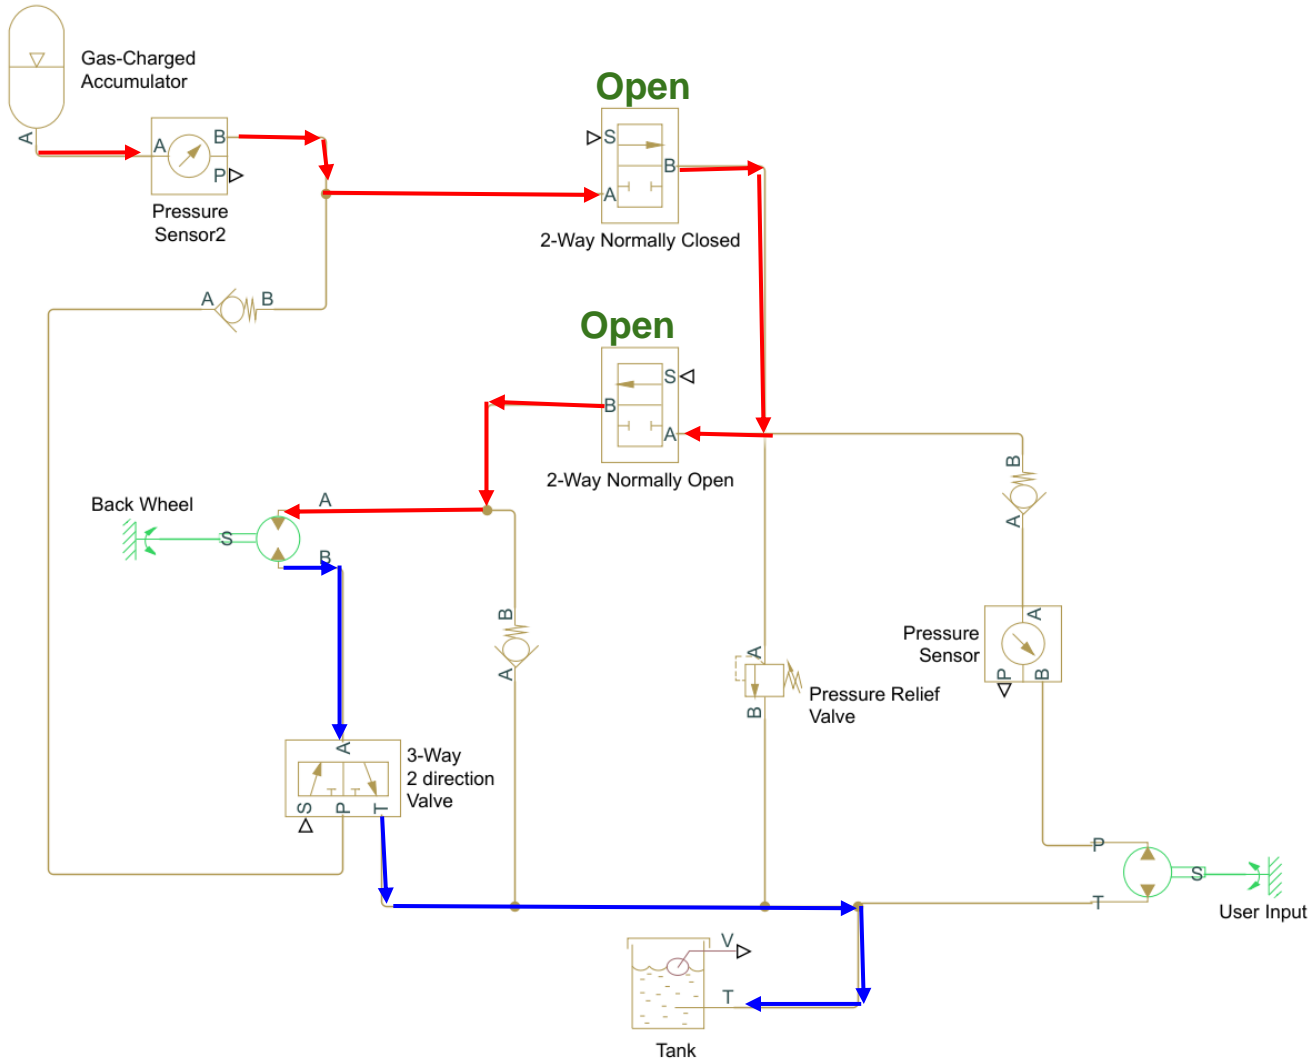 Gas-Charged
Accumulator
A
A
B
P
Pressure
Sensor2
Open
S
B
A
2-Way Normally Closed
A
B
Open
S
B
A
2-Way Normally Open
B
A
Back Wheel
A
S
B
B
A
A
Pressure
Sensor
P
B
A
Pressure Relief
Valve
B
A
3-Way
2 direction
Valve
S
P
T
P
S
T
User Input
V
T
Tank